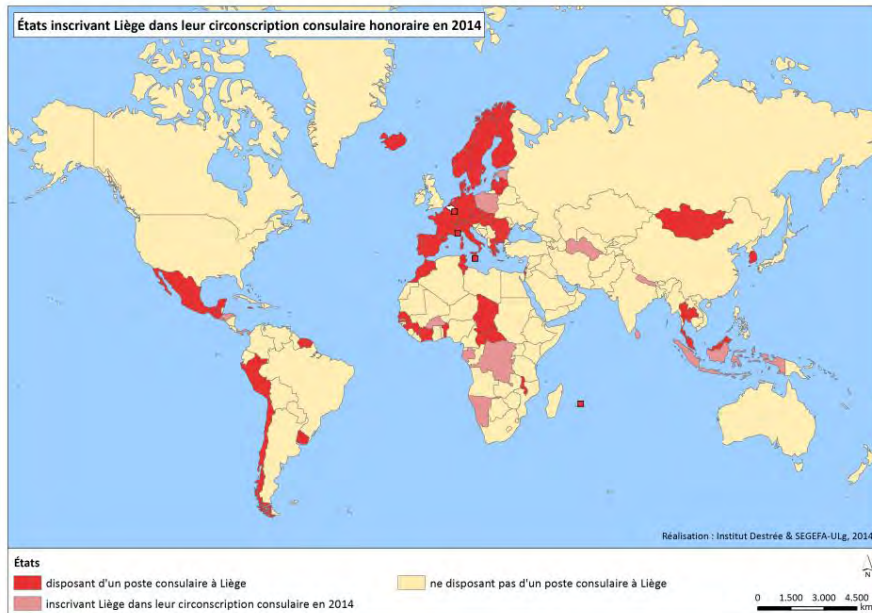 États inscrivant Liège dans leur circonscription consulaire honoraire en 2014
Réalisation : Institut Destrée & SEGEFA-ULg, 2014
États
disposant d'un poste consulaire à Liège
ne disposant pas d'un poste consulaire à Liège
inscrivant Liège dans leur circonscription consulaire en 2014
N
0 1.500 3.000 4.500
km